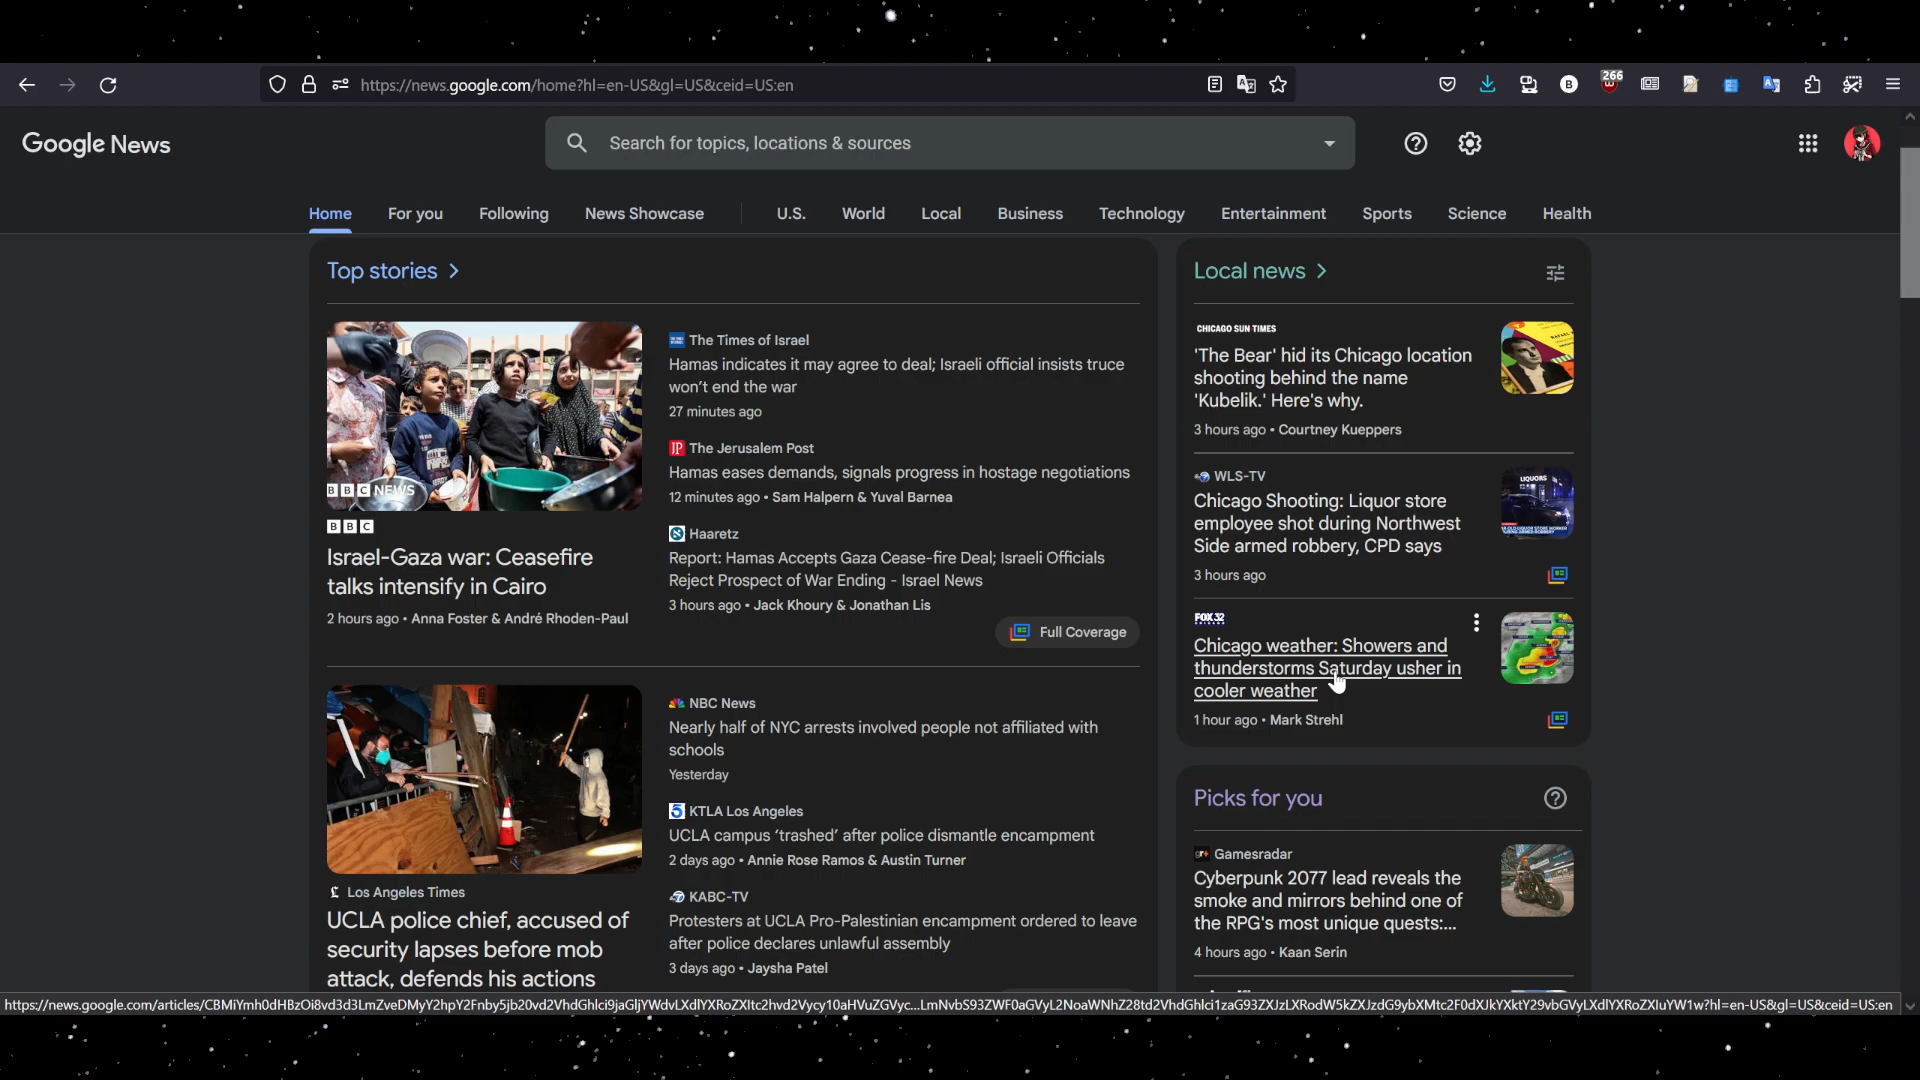 266
https://news.google.com/home?hl=en-US&gl=US&ceid=US:en
B
Google News
Search for topics, locations & sources
Home
For you
Following
News Showcase
U.S.
World
Local
Business
Technology
Entertainment
Sports
Science
Health
Top stories
BBC NEWS
BBC
Israel-Gaza war: Ceasefire
talks intensify in Cairo
2 hours ago • Anna Foster & André Rhoden-Paul
The Times of Israel
Hamas indicates it may agree to deal; Israeli official insists truce
won’t end the war
27 minutes ago
JP The Jerusalem Post
Hamas eases demands, signals progress in hostage negotiations
12 minutes ago • Sam Halpern & Yuval Barnea
Haaretz
Report: Hamas Accepts Gaza Cease-fire Deal; Israeli Officials
Reject Prospect of War Ending - Israel News
3 hours ago • Jack Khoury & Jonathan Lis
Full Coverage
Los Angeles Times
UCLA police chief, accused of
security lapses before mob
attack, defends his actions
NBC News
Nearly half of NYC arrests involved people not affiliated with
schools
Yesterday
5 KTLA Los Angeles
UCLA campus ‘trashed’ after police dismantle encampment
2 days ago • Annie Rose Ramos & Austin Turner
KABC-TV
Protesters at UCLA Pro-Palestinian encampment ordered to leave
after police declares unlawful assembly
3 days ago • Jaysha Patel
Local news
CHICAGO SUN TIMES
'The Bear' hid its Chicago location
shooting behind the name
'Kubelik.' Here's why.
3 hours ago • Courtney Kueppers
WLS-TV
Chicago Shooting: Liquor store
employee shot during Northwest
Side armed robbery, CPD says
3 hours ago
LIQUORS
FOX 32
CHICAGO
Chicago weather: Showers and
thunderstorms Saturday usher in
cooler weather
1 hour ago • Mark Strehl
Picks for you
gr+ Gamesradar
Cyberpunk 2077 lead reveals the
smoke and mirrors behind one of
the RPG's most unique quests:...
4 hours ago • Kaan Serin